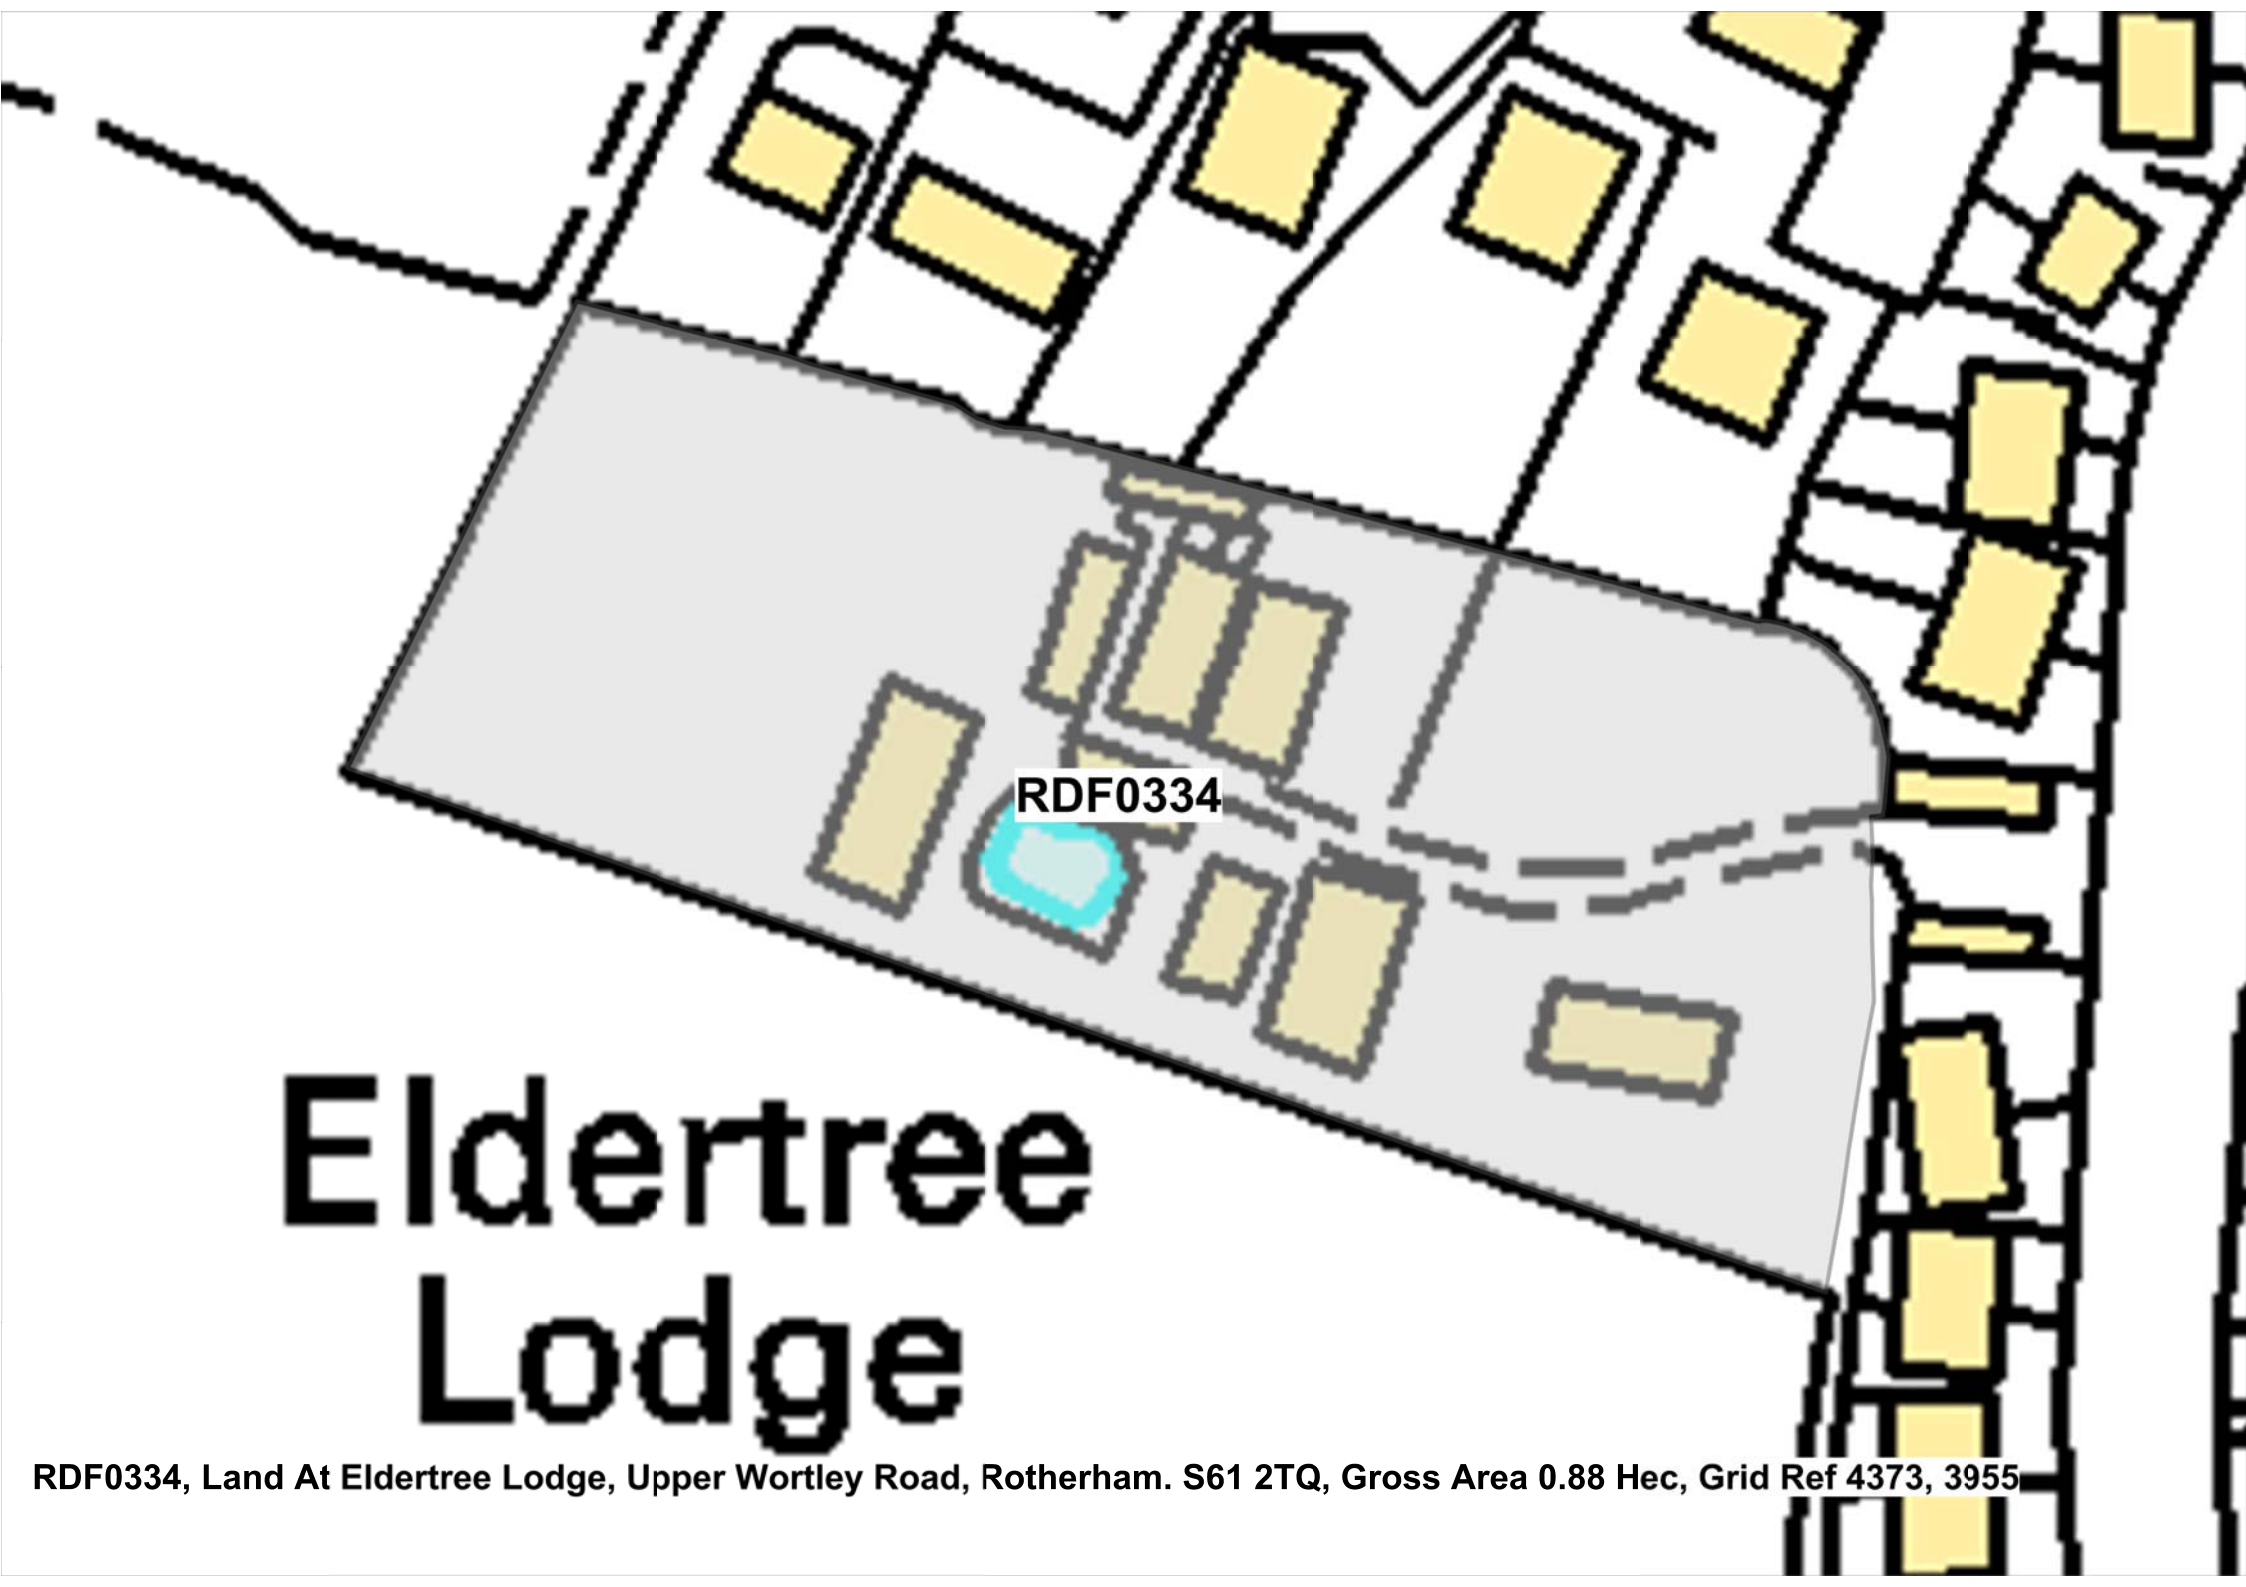 RDF0334
Eldertree
Lodge
RDF0334, Land At Eldertree Lodge, Upper Wortley Road, Rotherham. S61 2TQ, Gross Area 0.88 Hec, Grid Ref 4373, 3955